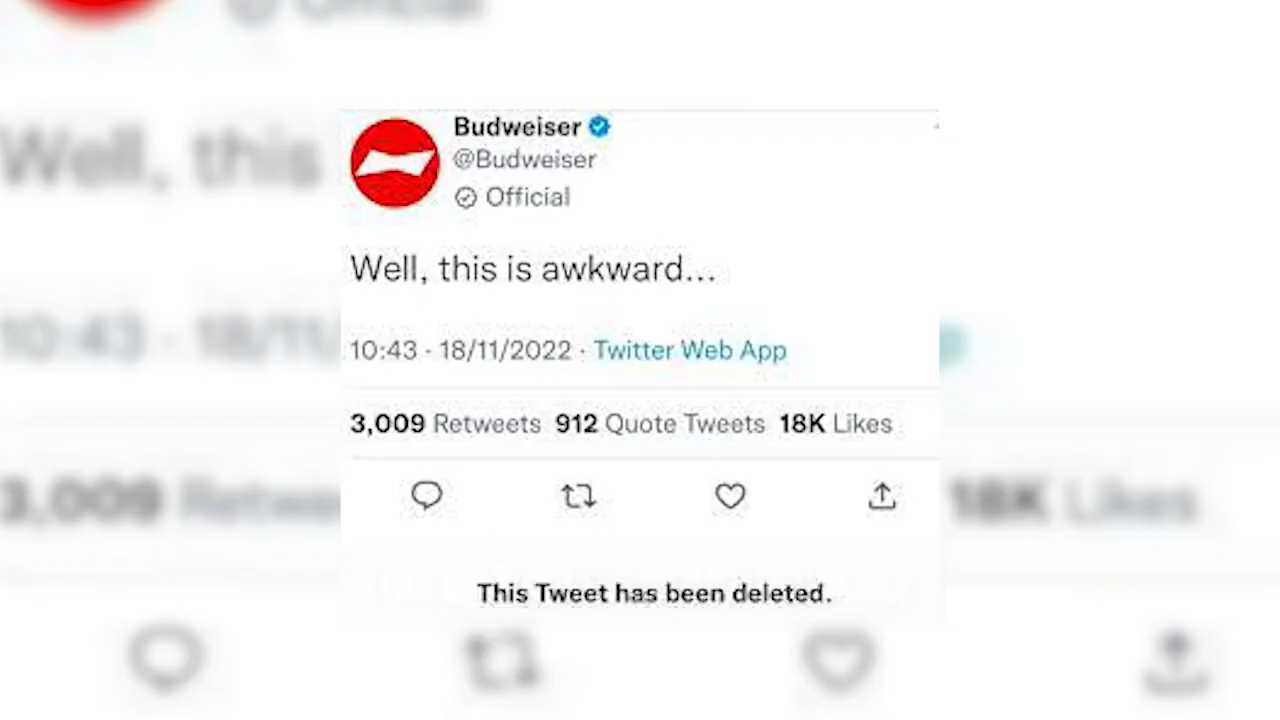 Budweiser
@Budweiser
Official
Well, this is awkward...
10:43 · 18/11/2022 · Twitter Web App
3,009 Retweets 912 Quote Tweets 18K Likes
This Tweet has been deleted.